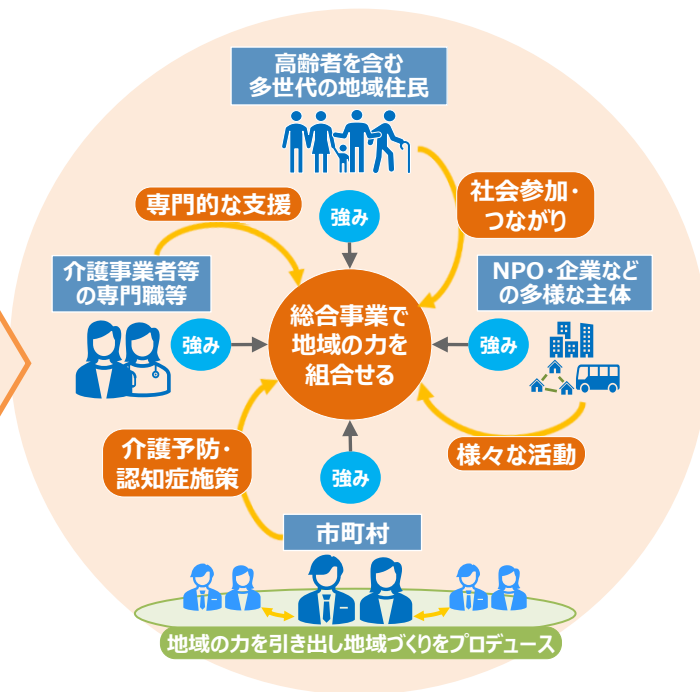 高齢者を含む
多世代の地域住民
専門的な支援
強み
社会参加・
つながり
介護事業者等
の専門職等
NPO・企業など
の多様な主体
強み
総合事業で
地域の力を
組合せる
強み
介護予防・
認知症施策
強み
様々な活動
市町村
地域の力を引き出し地域づくりをプロデュース